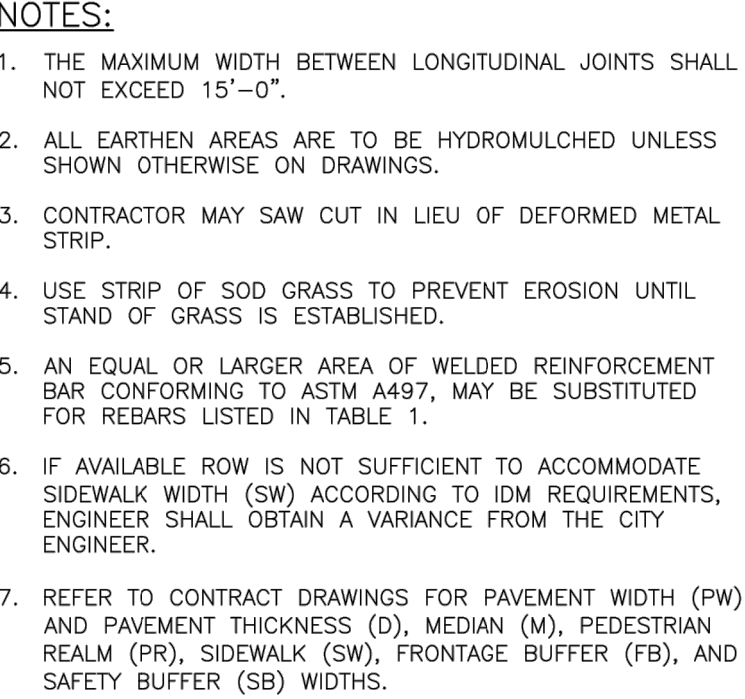 NOTES:
1. THE MAXIMUM WIDTH BETWEEN LONGITUDINAL JOINTS SHALL
NOT EXCEED 15'–0".
2. ALL EARTHEN AREAS ARE TO BE HYDROMULCHED UNLESS
SHOWN OTHERWISE ON DRAWINGS.
3. CONTRACTOR MAY SAW CUT IN LIEU OF DEFORMED METAL
STRIP.
4. USE STRIP OF SOD GRASS TO PREVENT EROSION UNTIL
STAND OF GRASS IS ESTABLISHED.
5. AN EQUAL OR LARGER AREA OF WELDED REINFORCEMENT
BAR CONFORMING TO ASTM A497, MAY BE SUBSTITUTED
FOR REBARS LISTED IN TABLE 1.
6. IF AVAILABLE ROW IS NOT SUFFICIENT TO ACCOMMODATE
SIDEWALK WIDTH (SW) ACCORDING TO IDM REQUIREMENTS,
ENGINEER SHALL OBTAIN A VARIANCE FROM THE CITY
ENGINEER.
7. REFER TO CONTRACT DRAWINGS FOR PAVEMENT WIDTH (PW)
AND PAVEMENT THICKNESS (D), MEDIAN (M), PEDESTRIAN
REALM (PR), SIDEWALK (SW), FRONTAGE BUFFER (FB), AND
SAFETY BUFFER (SB) WIDTHS.